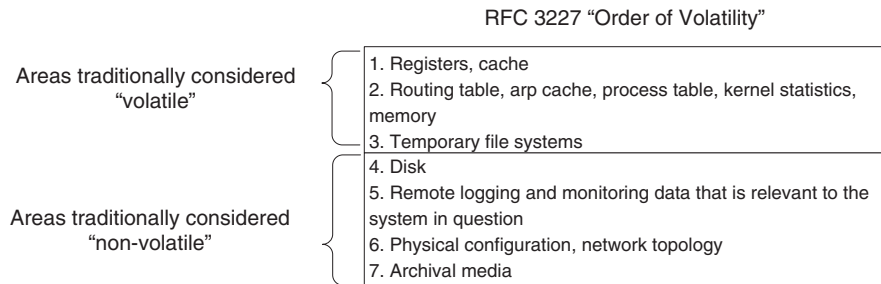 RFC 3227 “Order of Volatility”
Areas traditionally considered
“volatile”
1. Registers, cache
2. Routing table, arp cache, process table, kernel statistics,
memory
3. Temporary file systems
Areas traditionally considered
“non-volatile”
4. Disk
5. Remote logging and monitoring data that is relevant to the
system in question
6. Physical configuration, network topology
7. Archival media